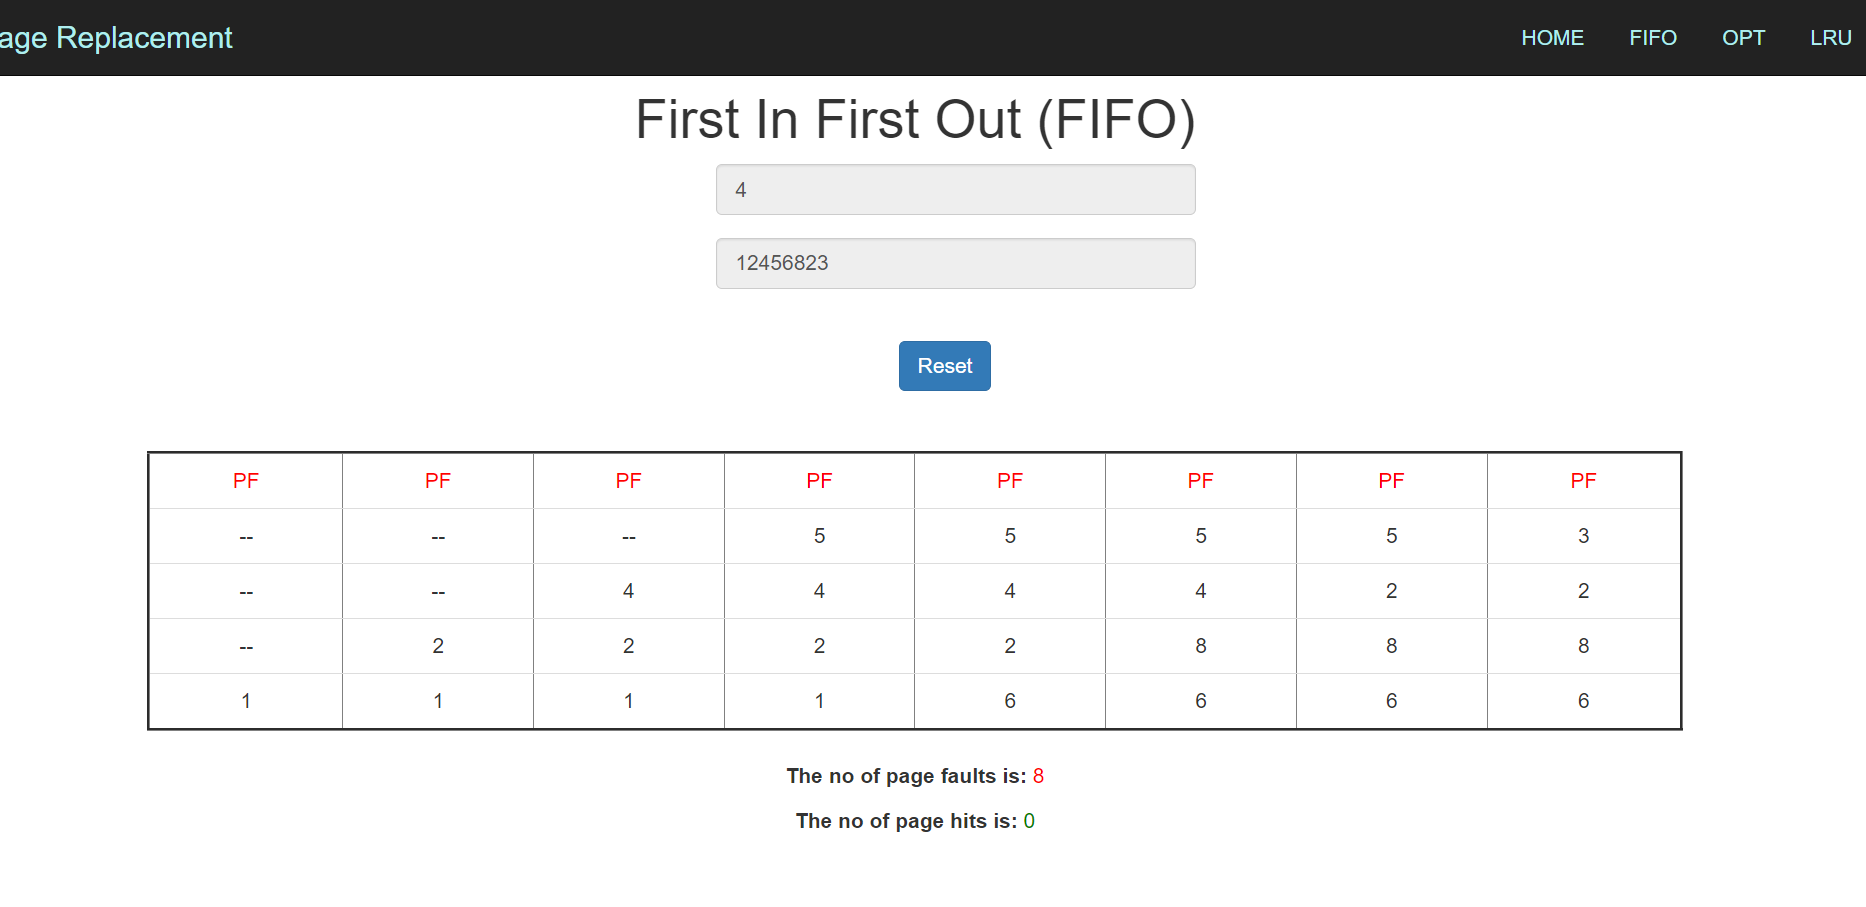 age Replacement HOME FIFO OPT LRU
First In First Out (FIFO)
4
12456823
Reset
PF PF PF PF PF PF PF PF
-- -- -- 5 5 5 5 3
-- -- 4 4 4 4 2 2
-- 2 2 2 2 8 8 8
1 1 1 1 6 6 6 6
The no of page faults is: 8
The no of page hits is: 0